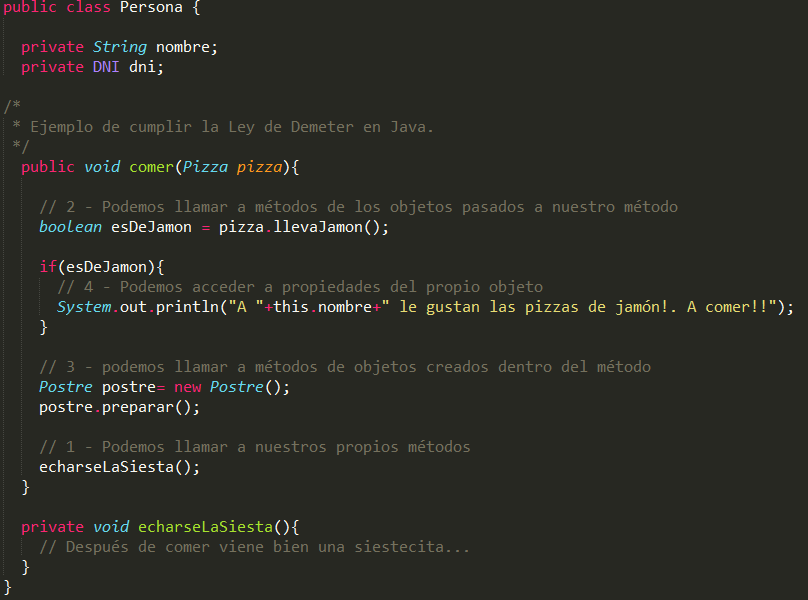 public class Persona {
private String nombre;
private DNI dni;
/*
* Ejemplo de cumplir la Ley de Demeter en Java.
*/
public void comer(Pizza pizza){
// 2 - Podemos llamar a métodos de los objetos pasados a nuestro método
boolean esDeJamon = pizza.llevaJamon();
if(esDeJamon){
// 4 - Podemos acceder a propiedades del propio objeto
System.out.println("A "+this.nombre+" le gustan las pizzas de jamón!. A comer!!");
}
// 3 - podemos llamar a métodos de objetos creados dentro del método
Postre postre= new Postre();
postre.preparar();
// 1 - Podemos llamar a nuestros propios métodos
echarseLaSiesta();
}
private void echarseLaSiesta(){
// Después de comer viene bien una siestecita...
}
}